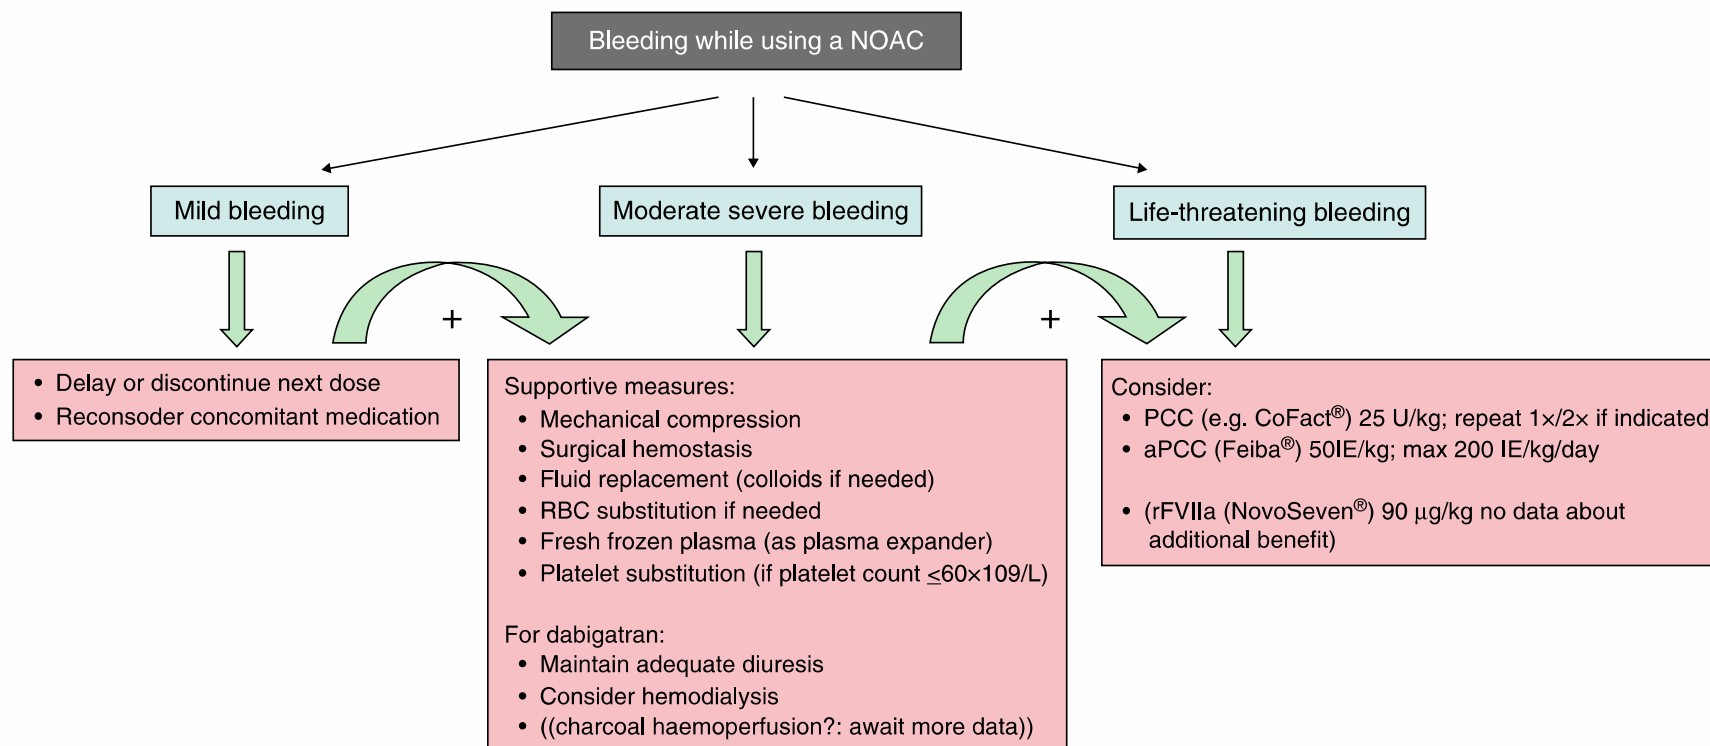 Bleeding while using a NOAC
Mild bleeding
Moderate severe bleeding
Life-threatening bleeding
+
+
• Delay or discontinue next dose
• Reconsoder concomitant medication
Supportive measures:
• Mechanical compression
• Surgical hemostasis
• Fluid replacement (colloids if needed)
• RBC substitution if needed
• Fresh frozen plasma (as plasma expander)
• Platelet substitution (if platelet count ≤60×109/L)
For dabigatran:
• Maintain adequate diuresis
• Consider hemodialysis
• ((charcoal haemoperfusion?: await more data))
Consider:
• PCC (e.g. CoFact®) 25 U/kg; repeat 1×/2× if indicated
• aPCC (Feiba®) 50IE/kg; max 200 IE/kg/day
• (rFVIIa (NovoSeven®) 90 µg/kg no data about
additional benefit)